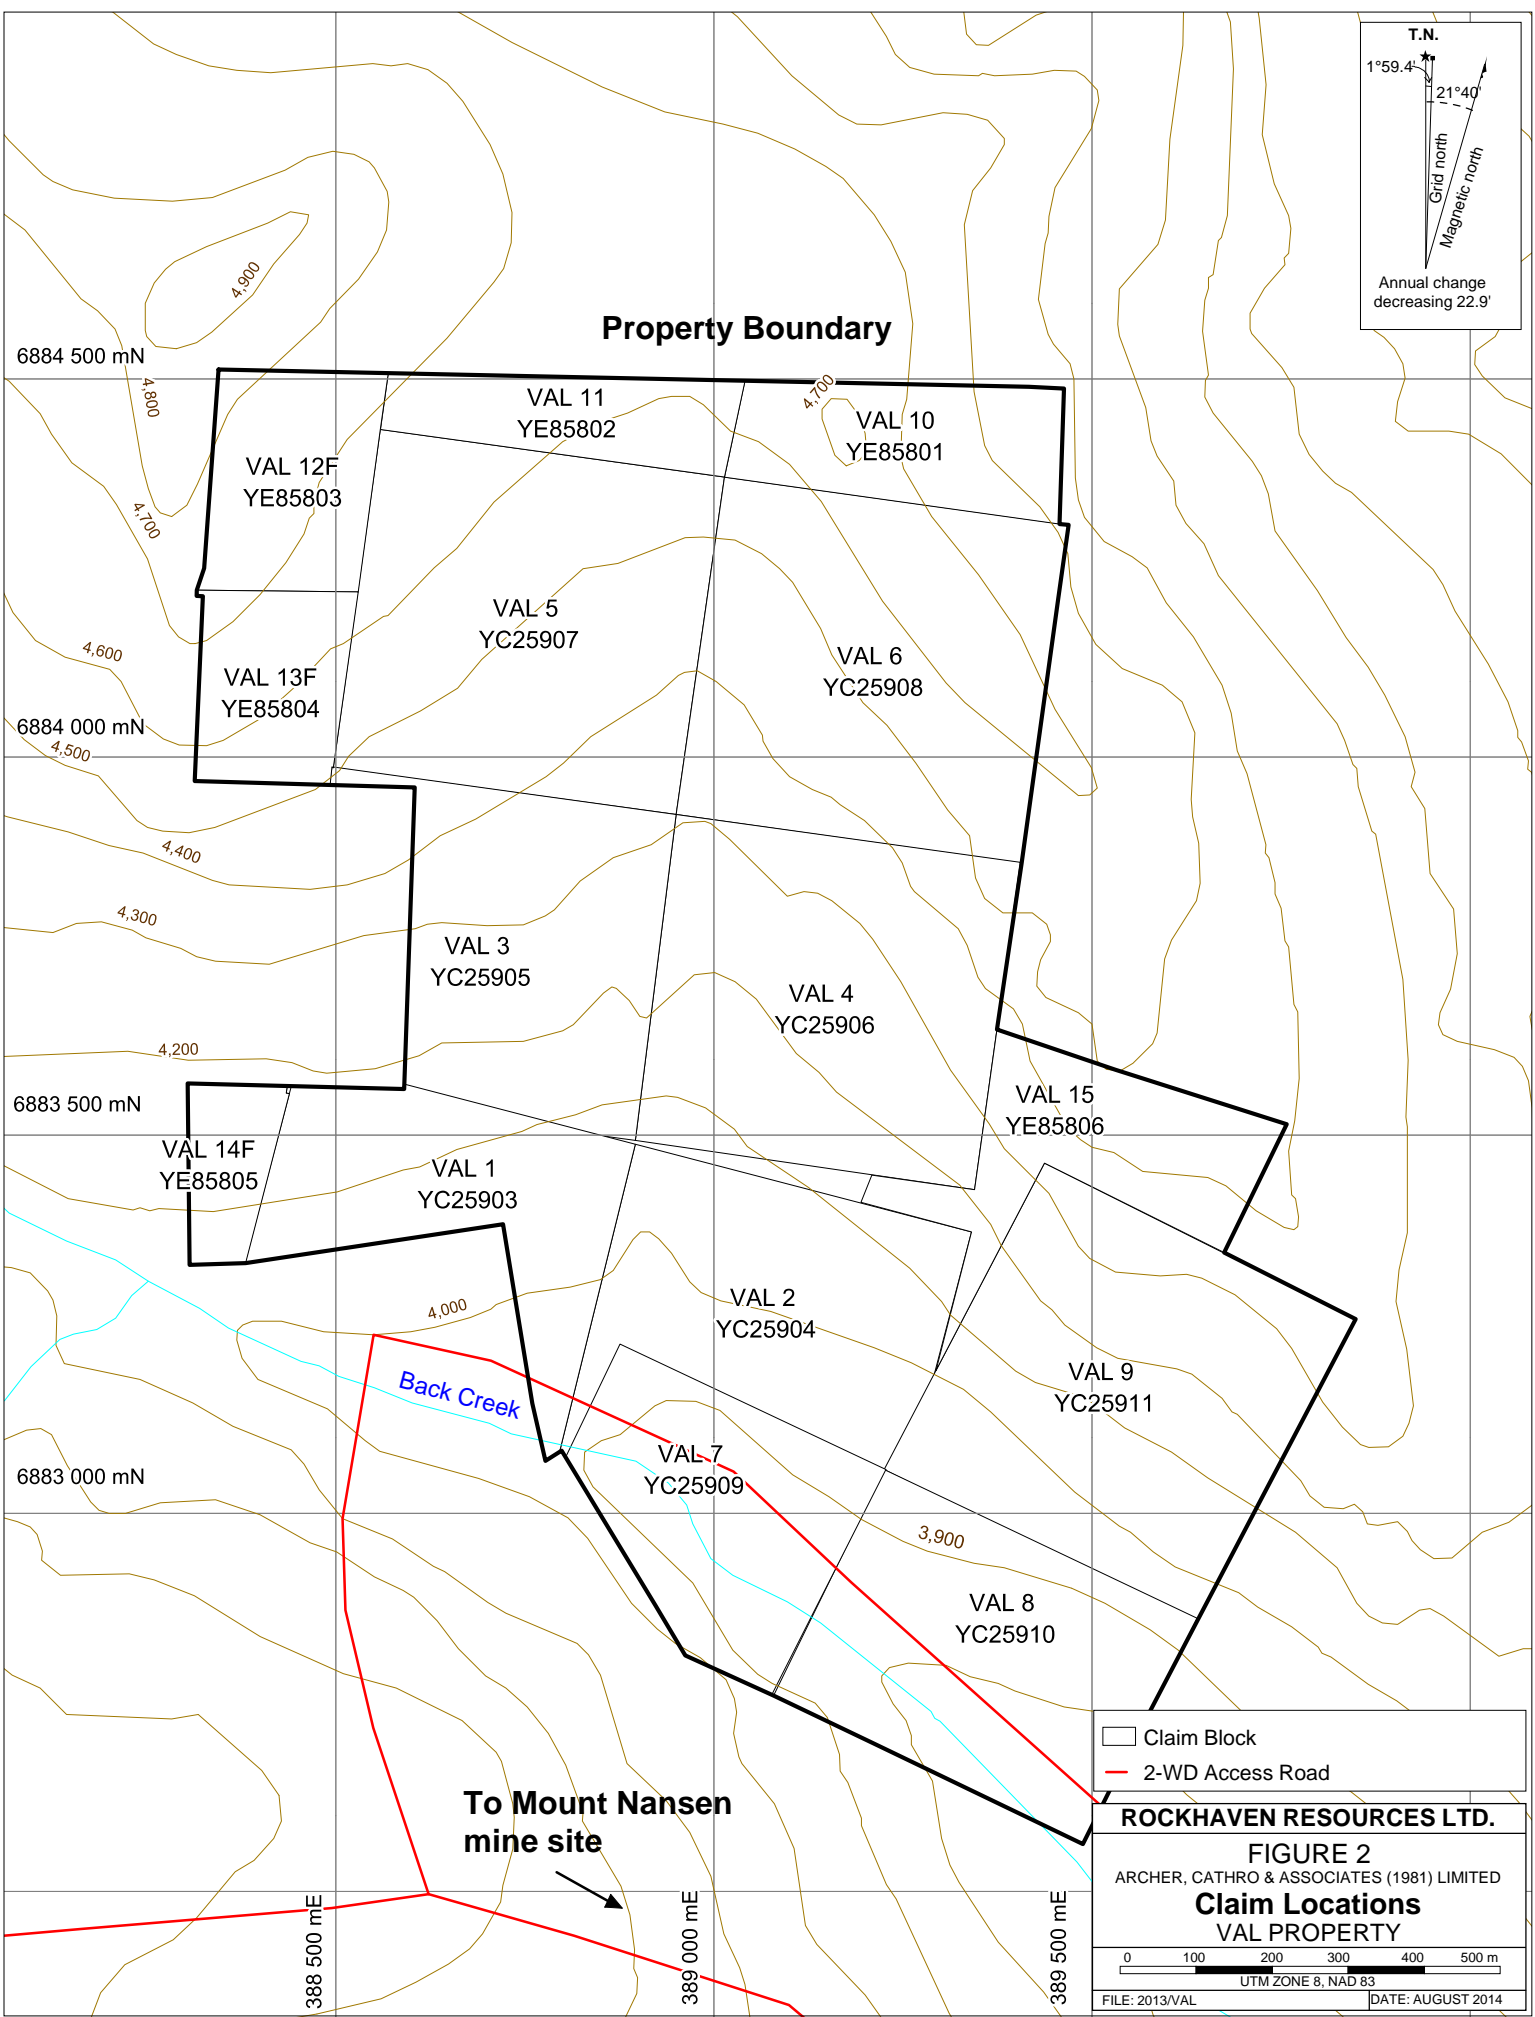 T.N.
1°59.4'
21°40'
Grid north
Magnetic north
Annual change
decreasing 22.9'
4,900
Property Boundary
6884 500 mN
4,800
4,700
VAL 11
YE85802
4,700
VAL 10
YE85801
VAL 12F
YE85803
VAL 5
YC25907
4,600
VAL 6
YC25908
VAL 13F
YE85804
6884 000 mN
4,500
4,400
4,300
VAL 3
YC25905
VAL 4
YC25906
4,200
6883 500 mN
VAL 15
YE85806
VAL 14F
YE85805
VAL 1
YC25903
4,000
VAL 2
YC25904
Back Creek
VAL 9
YC25911
6883 000 mN
VAL 7
YC25909
3,900
VAL 8
YC25910
To Mount Nansen
mine site
388 500 mE
389 000 mE
389 500 mE
Claim Block
2-WD Access Road
ROCKHAVEN RESOURCES LTD.
FIGURE 2
ARCHER, CATHRO & ASSOCIATES (1981) LIMITED
Claim Locations
VAL PROPERTY
0 100 200 300 400 500 m
UTM ZONE 8, NAD 83
FILE: 2013/VAL
DATE: AUGUST 2014